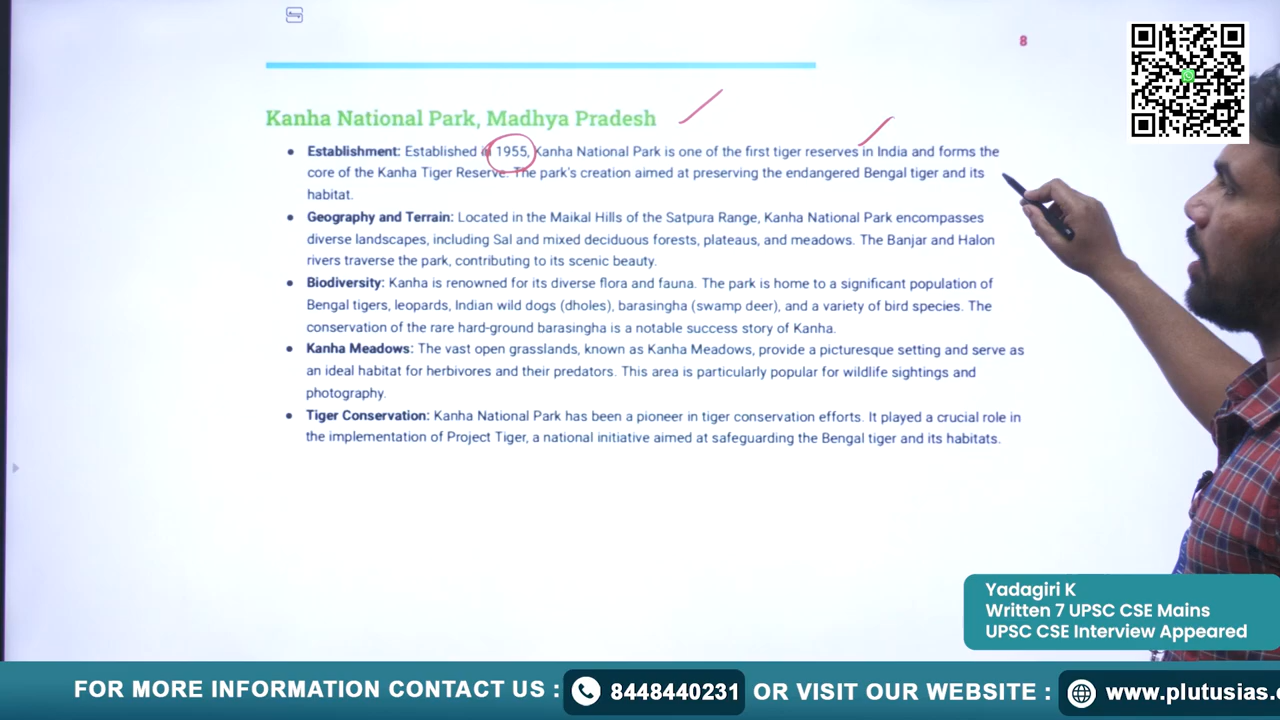 8
Kanha National Park, Madhya Pradesh
Establishment: Established in 1955, Kanha National Park is one of the first tiger reserves in India and forms the
core of the Kanha Tiger Reserve. The park's creation aimed at preserving the endangered Bengal tiger and its
habitat.
Geography and Terrain: Located in the Maikal Hills of the Satpura Range, Kanha National Park encompasses
diverse landscapes, including Sal and mixed deciduous forests, plateaus, and meadows. The Banjar and Halon
rivers traverse the park, contributing to its scenic beauty.
Biodiversity: Kanha is renowned for its diverse flora and fauna. The park is home to a significant population of
Bengal tigers, leopards, Indian wild dogs (dholes), barasingha (swamp deer), and a variety of bird species. The
conservation of the rare hard-ground barasingha is a notable success story of Kanha.
Kanha Meadows: The vast open grasslands, known as Kanha Meadows, provide a picturesque setting and serve as
an ideal habitat for herbivores and their predators. This area is particularly popular for wildlife sightings and
photography.
Tiger Conservation: Kanha National Park has been a pioneer in tiger conservation efforts. It played a crucial role in
the implementation of Project Tiger, a national initiative aimed at safeguarding the Bengal tiger and its habitats.
Yadagiri K
Written 7 UPSC CSE Mains
UPSC CSE Interview Appeared
FOR MORE INFORMATION CONTACT US : 8448440231 OR VISIT OUR WEBSITE : www.plutusias.